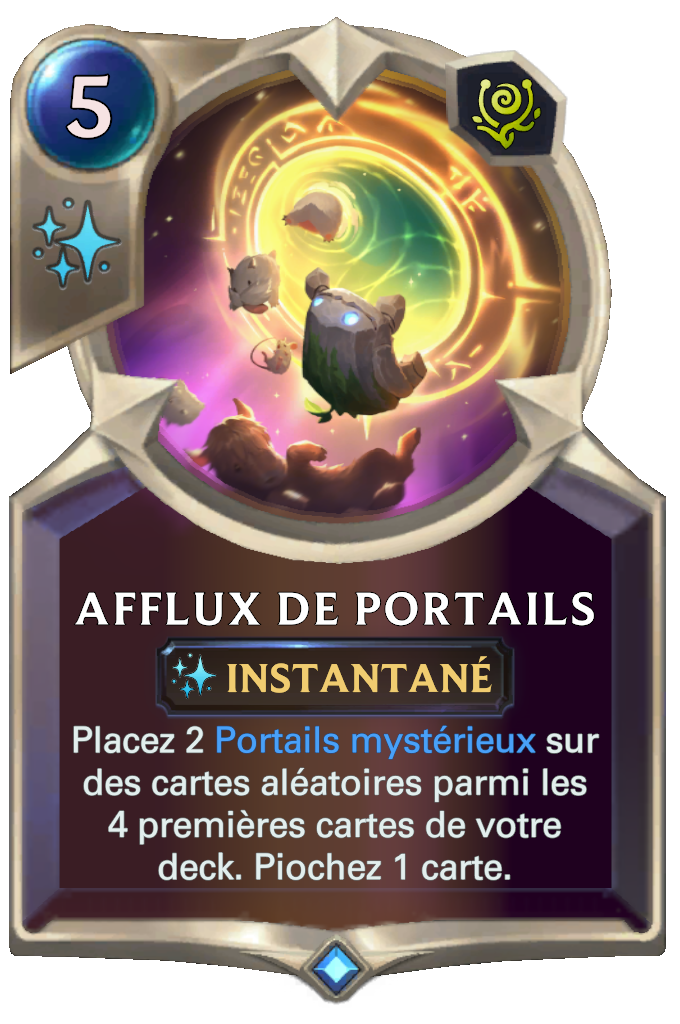 5
AFFLUX DE PORTAILS
INSTANTANÉ
Placez 2 Portails mystérieux sur
des cartes aléatoires parmi les
4 premières cartes de votre
deck. Piochez 1 carte.